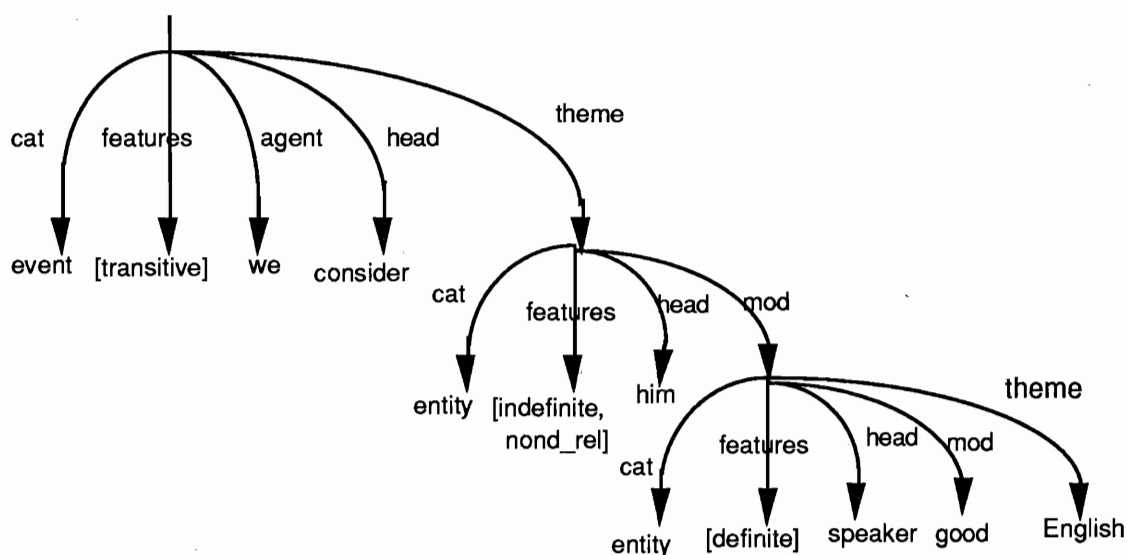 theme
cat features agent head
event [transitive] we consider
cat features head mod
entity [indefinite, him
nond_rel]
theme
cat features head mod
entity [definite] speaker good English